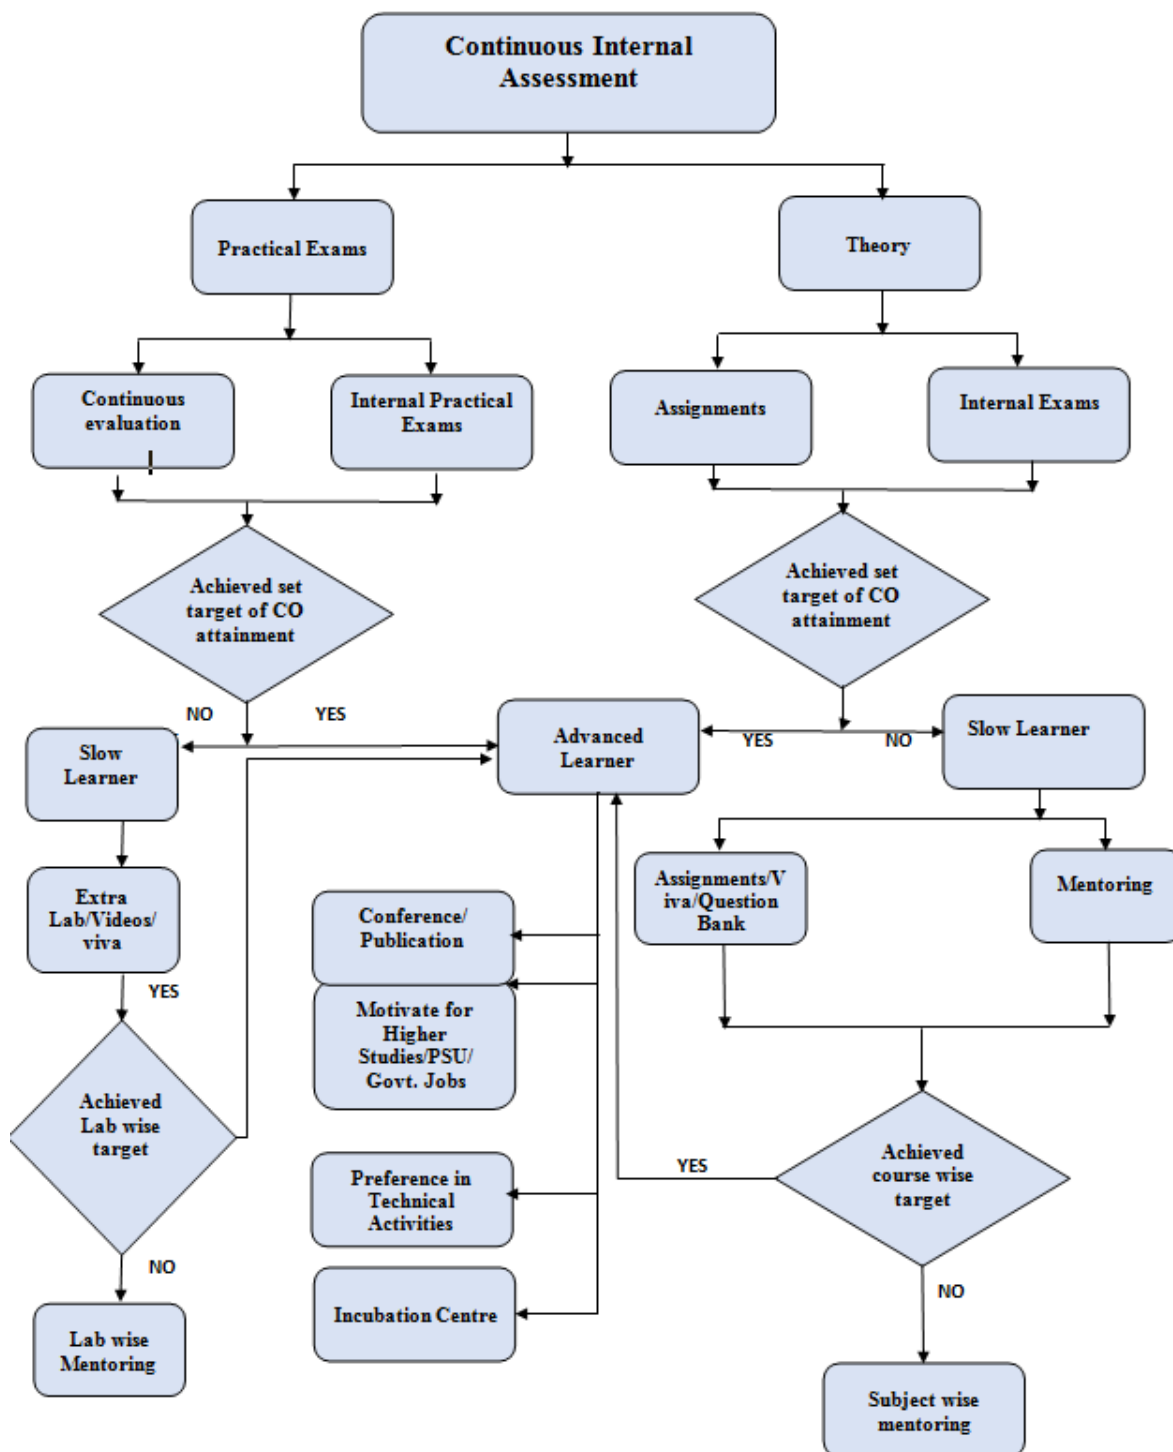 Continuous Internal
Assessment
Practical Exams
Theory
Continuous
evaluation
Internal Practical
Exams
Assignments
Internal Exams
Achieved set
target of CO
attainment
Achieved set
target of CO
attainment
NO
YES
Slow
Learner
Advanced
Learner
YES
NO
Slow Learner
Extra
Lab/Videos/
viva
Conference/
Publication
Assignments/V
iva/Question
Bank
Mentoring
YES
Motivate for
Higher
Studies/PSU/
Govt. Jobs
Achieved
Lab wise
target
Preference in
Technical
Activities
YES
Achieved
course wise
target
NO
Incubation Centre
NO
Lab wise
Mentoring
Subject wise
mentoring